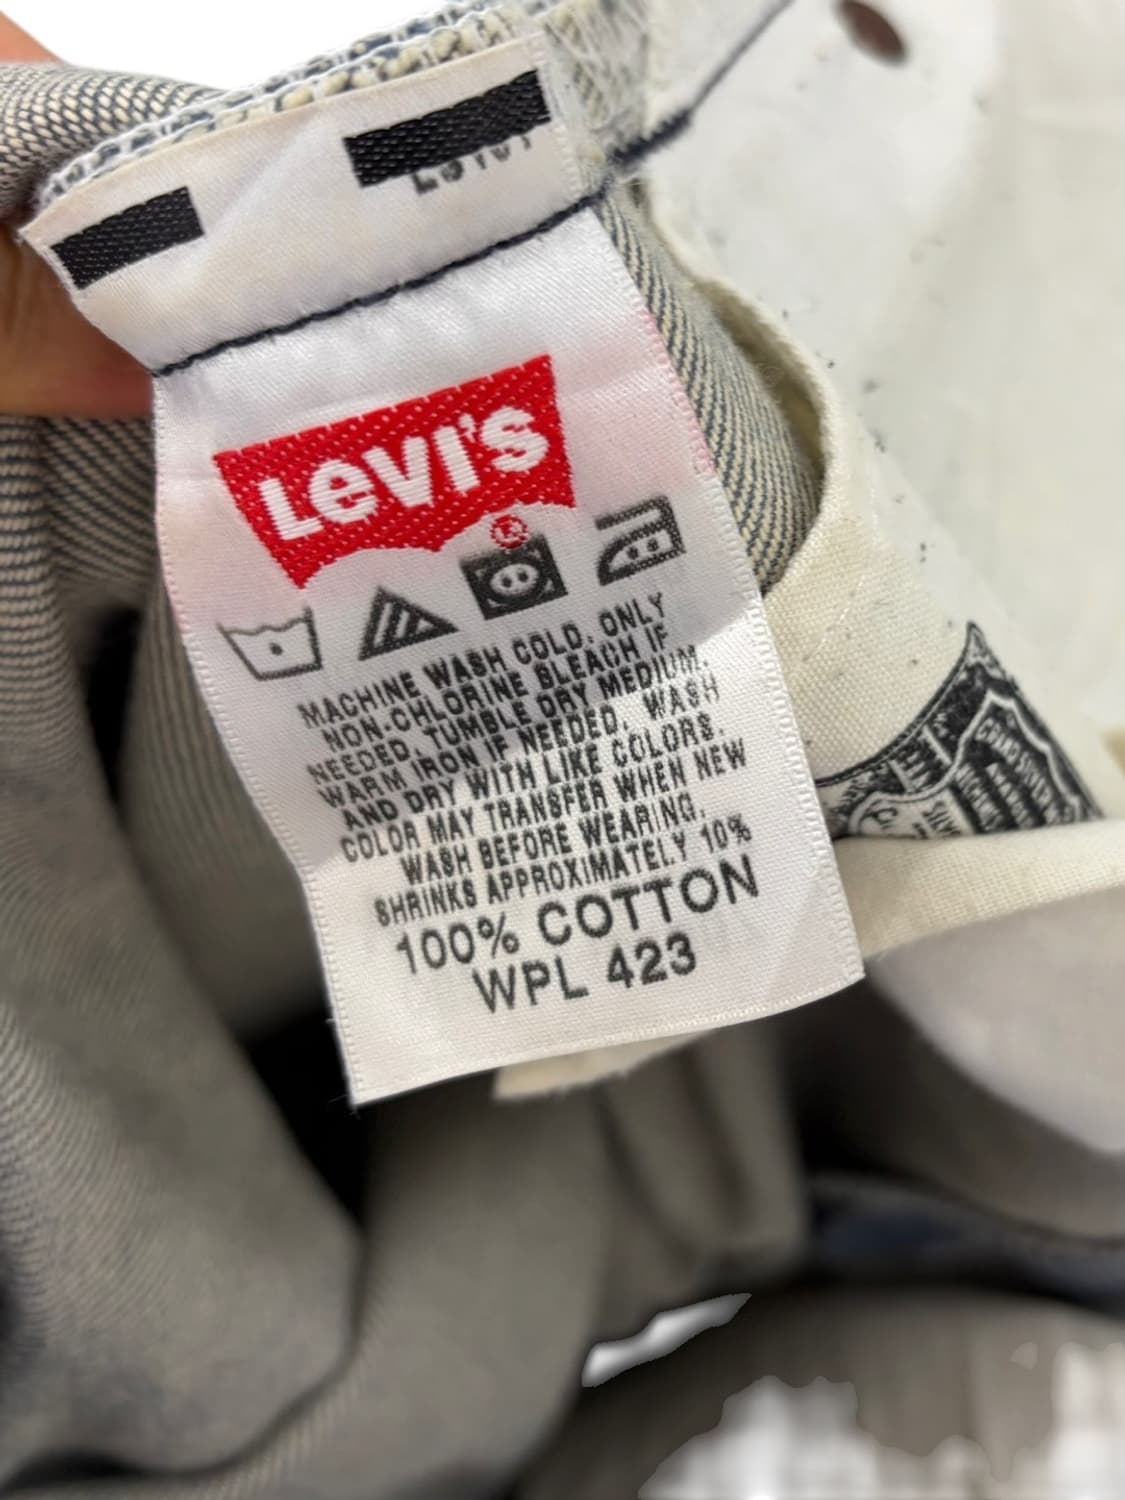 Levi's
MACHINE WASH COLD. ONLY
NON-CHLORINE BLEACH IF
NEEDED. TUMBLE DRY MEDIUM.
WARM IRON IF NEEDED. WASH
AND DRY WITH LIKE COLORS.
COLOR MAY TRANSFER WHEN NEW
WASH BEFORE WEARING.
SHRINKS APPROXIMATELY 10%
100% COTTON
WPL 423